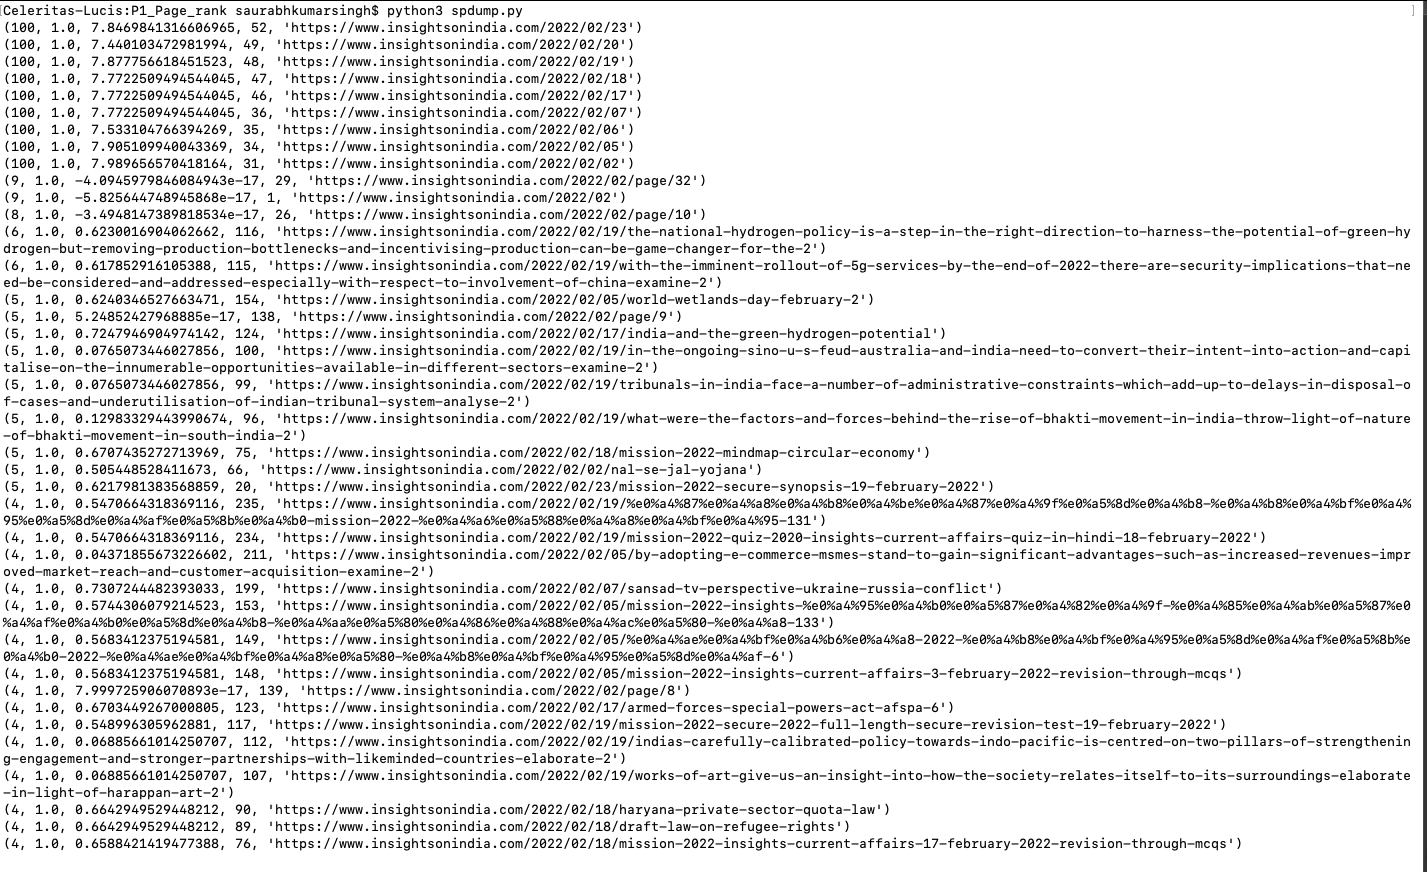 [Celeritas-Lucis:P1_Page_rank saurabhkumarsingh$ python3 spdump.py ]
(100, 1.0, 7.8469841316606965, 52, 'https://www.insightsonindia.com/2022/02/23')
(100, 1.0, 7.440103472981994, 49, 'https://www.insightsonindia.com/2022/02/20')
(100, 1.0, 7.877756618451523, 48, 'https://www.insightsonindia.com/2022/02/19')
(100, 1.0, 7.7722509494544045, 47, 'https://www.insightsonindia.com/2022/02/18')
(100, 1.0, 7.7722509494544045, 46, 'https://www.insightsonindia.com/2022/02/17')
(100, 1.0, 7.7722509494544045, 36, 'https://www.insightsonindia.com/2022/02/07')
(100, 1.0, 7.533104766394269, 35, 'https://www.insightsonindia.com/2022/02/06')
(100, 1.0, 7.905109940043369, 34, 'https://www.insightsonindia.com/2022/02/05')
(100, 1.0, 7.989656570418164, 31, 'https://www.insightsonindia.com/2022/02/02')
(9, 1.0, -4.0945979846084943e-17, 29, 'https://www.insightsonindia.com/2022/02/page/32')
(9, 1.0, -5.825644748945868e-17, 1, 'https://www.insightsonindia.com/2022/02')
(8, 1.0, -3.4948147389818534e-17, 26, 'https://www.insightsonindia.com/2022/02/page/10')
(6, 1.0, 0.6230016904062662, 116, 'https://www.insightsonindia.com/2022/02/19/the-national-hydrogen-policy-is-a-step-in-the-right-direction-to-harness-the-potential-of-green-hy
drogen-but-removing-production-bottlenecks-and-incentivising-production-can-be-game-changer-for-the-2')
(6, 1.0, 0.617852916105388, 115, 'https://www.insightsonindia.com/2022/02/19/with-the-imminent-rollout-of-5g-services-by-the-end-of-2022-there-are-security-implications-that-ne
ed-be-considered-and-addressed-especially-with-respect-to-involvement-of-china-examine-2')
(5, 1.0, 0.6240346527663471, 154, 'https://www.insightsonindia.com/2022/02/05/world-wetlands-day-february-2')
(5, 1.0, 5.24852427968885e-17, 138, 'https://www.insightsonindia.com/2022/02/page/9')
(5, 1.0, 0.7247946904974142, 124, 'https://www.insightsonindia.com/2022/02/17/india-and-the-green-hydrogen-potential')
(5, 1.0, 0.0765073446027856, 100, 'https://www.insightsonindia.com/2022/02/19/in-the-ongoing-sino-u-s-feud-australia-and-india-need-to-convert-their-intent-into-action-and-capi
talise-on-the-innumerable-opportunities-available-in-different-sectors-examine-2')
(5, 1.0, 0.0765073446027856, 99, 'https://www.insightsonindia.com/2022/02/19/tribunals-in-india-face-a-number-of-administrative-constraints-which-add-up-to-delays-in-disposal-o
f-cases-and-underutilisation-of-indian-tribunal-system-analyse-2')
(5, 1.0, 0.12983329443990674, 96, 'https://www.insightsonindia.com/2022/02/19/what-were-the-factors-and-forces-behind-the-rise-of-bhakti-movement-in-india-throw-light-of-nature
-of-bhakti-movement-in-south-india-2')
(5, 1.0, 0.6707435272713969, 75, 'https://www.insightsonindia.com/2022/02/18/mission-2022-mindmap-circular-economy')
(5, 1.0, 0.505448528411673, 66, 'https://www.insightsonindia.com/2022/02/02/nal-se-jal-yojana')
(5, 1.0, 0.6217981383568859, 20, 'https://www.insightsonindia.com/2022/02/23/mission-2022-secure-synopsis-19-february-2022')
(4, 1.0, 0.5470664318369116, 235, 'https://www.insightsonindia.com/2022/02/19/%e0%a4%87%e0%a4%a8%e0%a4%b8%e0%a4%be%e0%a4%87%e0%a4%9f%e0%a5%8d%e0%a4%b8-%e0%a4%b8%e0%a4%bf%e0%a4%
95%e0%a5%8d%e0%a4%af%e0%a5%8b%e0%a4%b0-mission-2022-%e0%a4%a6%e0%a5%88%e0%a4%a8%e0%a4%bf%e0%a4%95-131')
(4, 1.0, 0.5470664318369116, 234, 'https://www.insightsonindia.com/2022/02/19/mission-2022-quiz-2020-insights-current-affairs-quiz-in-hindi-18-february-2022')
(4, 1.0, 0.04371855673226602, 211, 'https://www.insightsonindia.com/2022/02/05/by-adopting-e-commerce-msmes-stand-to-gain-significant-advantages-such-as-increased-revenues-impr
oved-market-reach-and-customer-acquisition-examine-2')
(4, 1.0, 0.7307244482393033, 199, 'https://www.insightsonindia.com/2022/02/07/sansad-tv-perspective-ukraine-russia-conflict')
(4, 1.0, 0.5744306079214523, 153, 'https://www.insightsonindia.com/2022/02/05/mission-2022-insights-%e0%a4%95%e0%a4%b0%e0%a5%87%e0%a4%82%e0%a4%9f-%e0%a4%85%e0%a4%ab%e0%a5%87%e0
%a4%af%e0%a4%b0%e0%a5%8d%e0%a4%b8-%e0%a4%aa%e0%a5%80%e0%a4%86%e0%a4%88%e0%a4%ac%e0%a5%80-%e0%a4%a8-133')
(4, 1.0, 0.5683412375194581, 149, 'https://www.insightsonindia.com/2022/02/05/%e0%a4%ae%e0%a4%bf%e0%a4%b6%e0%a4%a8-2022-%e0%a4%b8%e0%a4%bf%e0%a4%95%e0%a5%8d%e0%a4%af%e0%a5%8b%e
0%a4%b0-2022-%e0%a4%ae%e0%a4%bf%e0%a4%a8%e0%a5%80-%e0%a4%b8%e0%a4%bf%e0%a4%95%e0%a5%8d%e0%a4%af-6')
(4, 1.0, 0.5683412375194581, 148, 'https://www.insightsonindia.com/2022/02/05/mission-2022-insights-current-affairs-3-february-2022-revision-through-mcqs')
(4, 1.0, 7.999725906070893e-17, 139, 'https://www.insightsonindia.com/2022/02/page/8')
(4, 1.0, 0.6703449267000805, 123, 'https://www.insightsonindia.com/2022/02/17/armed-forces-special-powers-act-afspa-6')
(4, 1.0, 0.548996305962881, 117, 'https://www.insightsonindia.com/2022/02/19/mission-2022-secure-2022-full-length-secure-revision-test-19-february-2022')
(4, 1.0, 0.06885661014250707, 112, 'https://www.insightsonindia.com/2022/02/19/indias-carefully-calibrated-policy-towards-indo-pacific-is-centred-on-two-pillars-of-strengthenin
g-engagement-and-stronger-partnerships-with-likeminded-countries-elaborate-2')
(4, 1.0, 0.06885661014250707, 107, 'https://www.insightsonindia.com/2022/02/19/works-of-art-give-us-an-insight-into-how-the-society-relates-itself-to-its-surroundings-elaborate
-in-light-of-harappan-art-2')
(4, 1.0, 0.6642949529448212, 90, 'https://www.insightsonindia.com/2022/02/18/haryana-private-sector-quota-law')
(4, 1.0, 0.6642949529448212, 89, 'https://www.insightsonindia.com/2022/02/18/draft-law-on-refugee-rights')
(4, 1.0, 0.6588421419477388, 76, 'https://www.insightsonindia.com/2022/02/18/mission-2022-insights-current-affairs-17-february-2022-revision-through-mcqs')